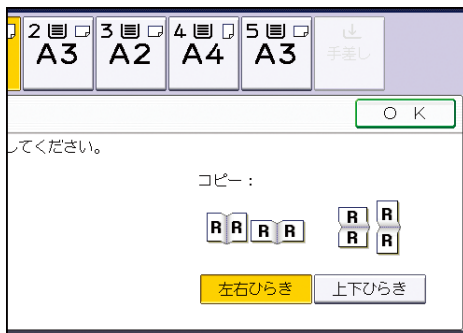 2 3 4 5
A3 A2 A4 A3 手差し
O K
してください。
コピー：
R R R R R R R R
左右ひらき 上下ひらき